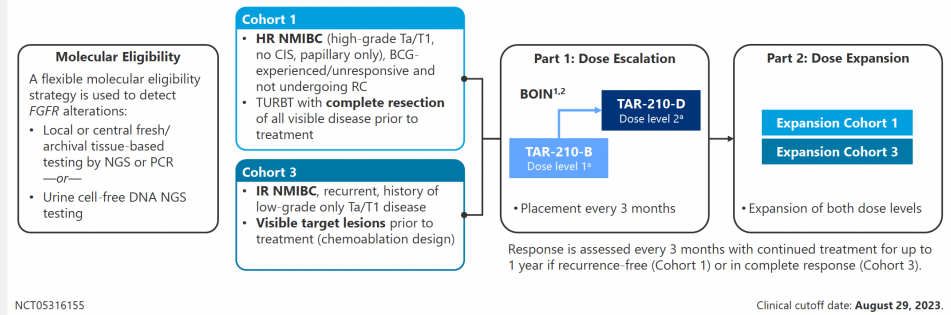 Molecular Eligibility
A flexible molecular eligibility
strategy is used to detect
FGFR alterations:
• Local or central fresh/
archival tissue-based
testing by NGS or PCR
—or—
• Urine cell-free DNA NGS
testing
Cohort 1
• HR NMIBC (high-grade Ta/T1,
no CIS, papillary only), BCG-
experienced/unresponsive and
not undergoing RC
• TURBT with complete resection
of all visible disease prior to
treatment
Cohort 3
• IR NMIBC, recurrent, history of
low-grade only Ta/T1 disease
• Visible target lesions prior to
treatment (chemoablation design)
Part 1: Dose Escalation
BOIN1,2
TAR-210-D
Dose level 2a
TAR-210-B
Dose level 1a
• Placement every 3 months
Part 2: Dose Expansion
Expansion Cohort 1
Expansion Cohort 3
• Expansion of both dose levels
Response is assessed every 3 months with continued treatment for up to
1 year if recurrence-free (Cohort 1) or in complete response (Cohort 3).
NCT05316155
Clinical cutoff date: August 29, 2023.